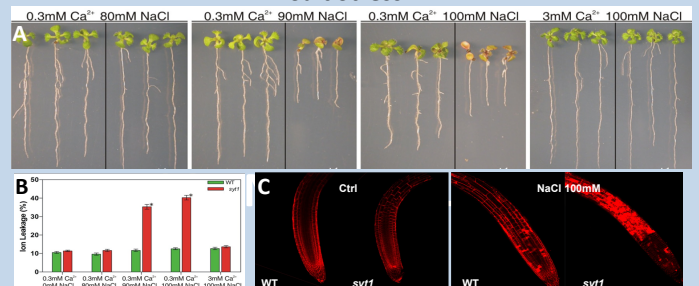 0.3mM Ca²⁺ 80mM NaCl
0.3mM Ca²⁺ 90mM NaCl
0.3mM Ca²⁺ 100mM NaCl
3mM Ca²⁺ 100mM NaCl
A
B
50
40
30
20
10
0
Ion Leakage (%)
WT
syt1
*
*
0.3mM Ca²⁺
0.3mM Ca²⁺
0.3mM Ca²⁺
0.3mM Ca²⁺
3mM Ca²⁺
0mM NaCl
80mM NaCl
90mM NaCl
100mM NaCl
100mM NaCl
C
Ctrl
NaCl 100mM
WT
syt1
WT
syt1